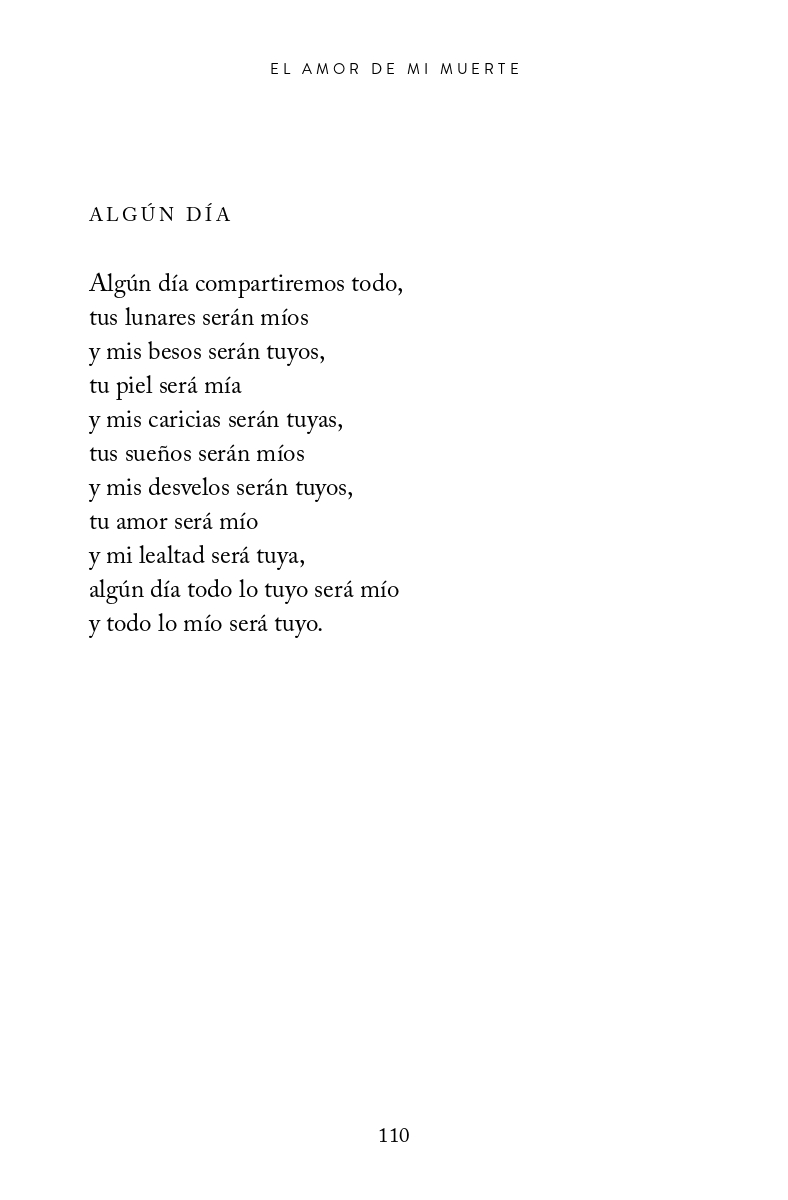 EL AMOR DE MI MUERTE
ALGÚN DÍA
Algún día compartiremos todo,
tus lunares serán míos
y mis besos serán tuyos,
tu piel será mía
y mis caricias serán tuyas,
tus sueños serán míos
y mis desvelos serán tuyos,
tu amor será mío
y mi lealtad será tuya,
algún día todo lo tuyo será mío
y todo lo mío será tuyo.
110